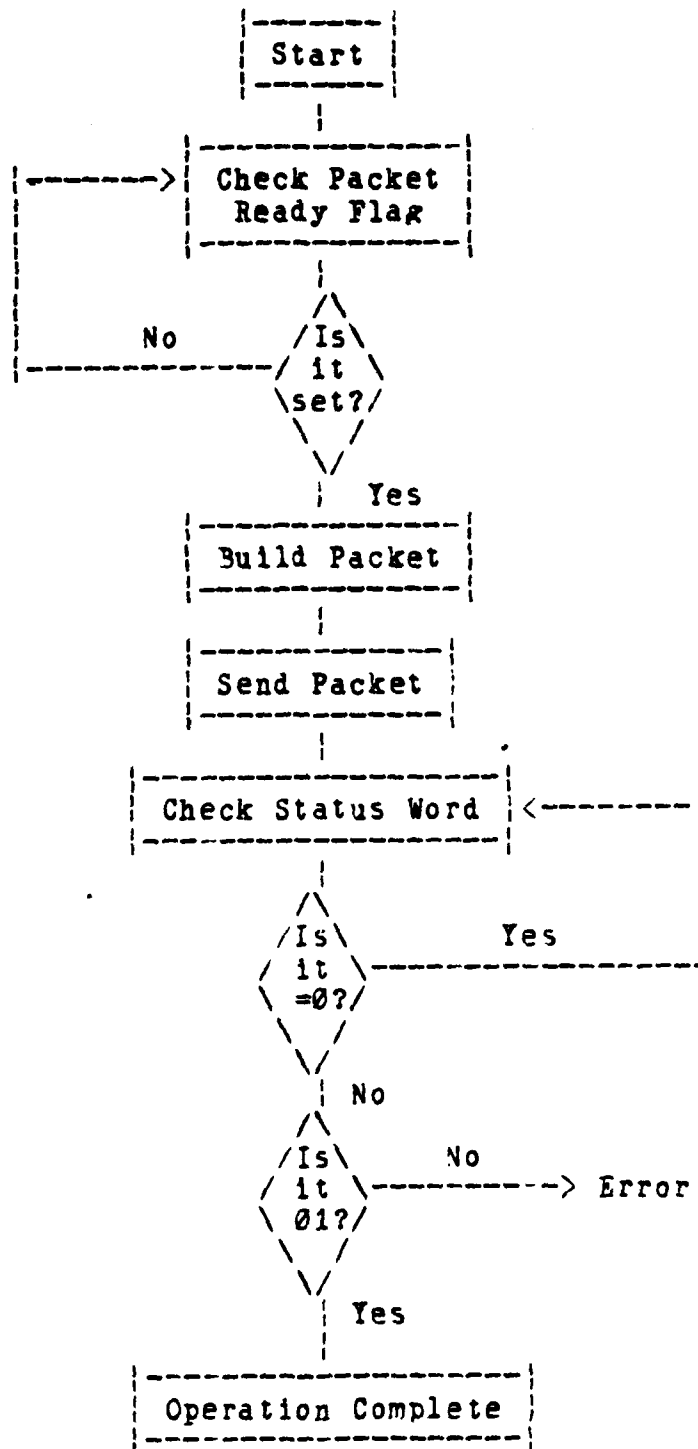 Start
Check Packet
Ready Flag
Is
it
set?
No
Yes
Build Packet
Send Packet
Check Status Word
Is
it
=0?
Yes
No
Is
it
01?
No
Error
Yes
Operation Complete